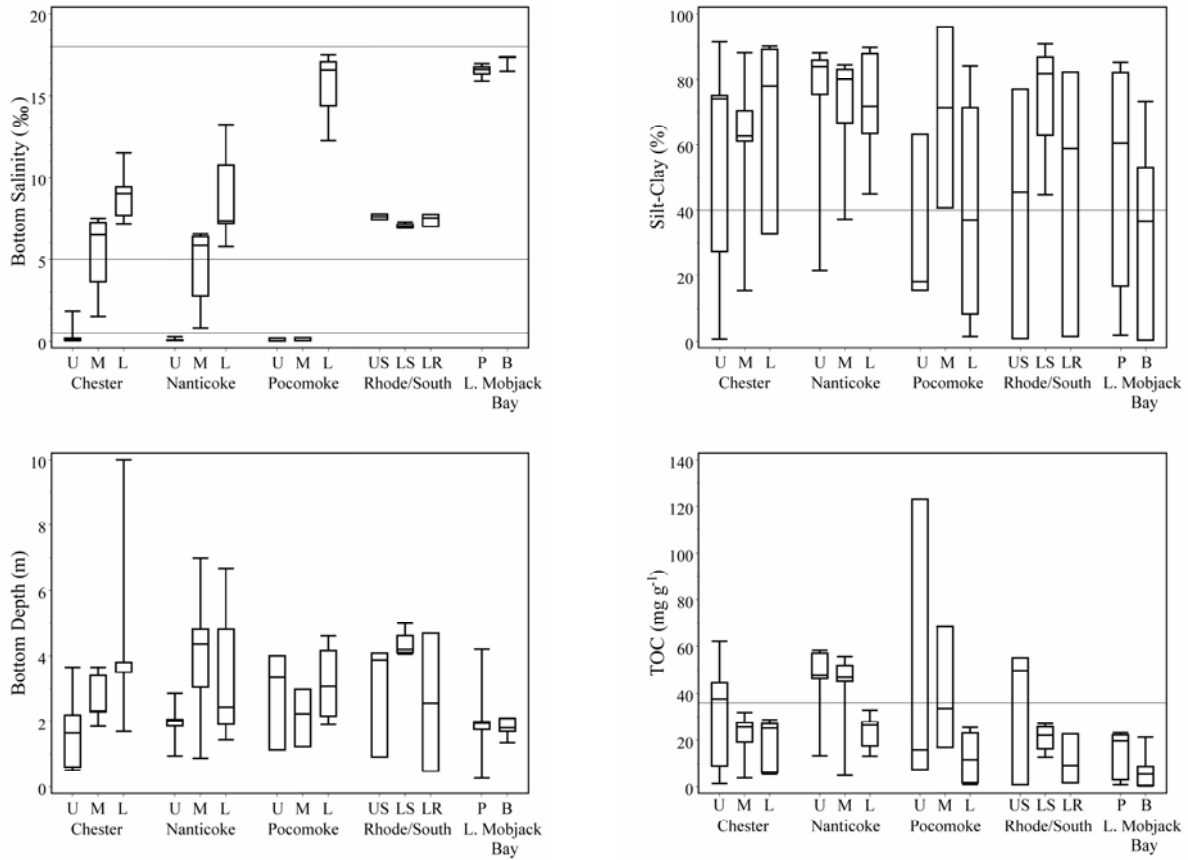 Bottom Salinity (‰)
20
15
10
5
0
U M L U M L U M L US LS LR P B
Chester Nanticoke Pocomoke Rhode/South L. Mobjack
Bay
Silt-Clay (%)
100
80
60
40
20
0
U M L U M L U M L US LS LR P B
Chester Nanticoke Pocomoke Rhode/South L. Mobjack
Bay
Bottom Depth (m)
10
8
6
4
2
0
U M L U M L U M L US LS LR P B
Chester Nanticoke Pocomoke Rhode/South L. Mobjack
Bay
TOC (mg g⁻¹)
140
120
100
80
60
40
20
0
U M L U M L U M L US LS LR P B
Chester Nanticoke Pocomoke Rhode/South L. Mobjack
Bay